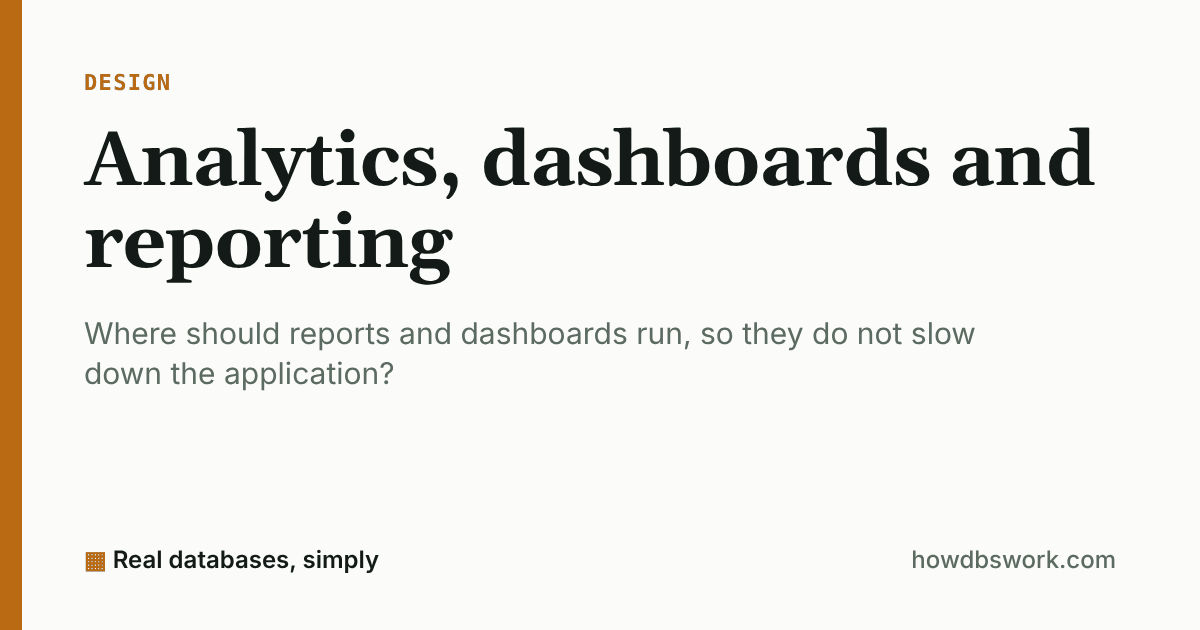 DESIGN
Analytics, dashboards and
reporting
Where should reports and dashboards run, so they do not slow
down the application?
Real databases, simply
howdbswork.com